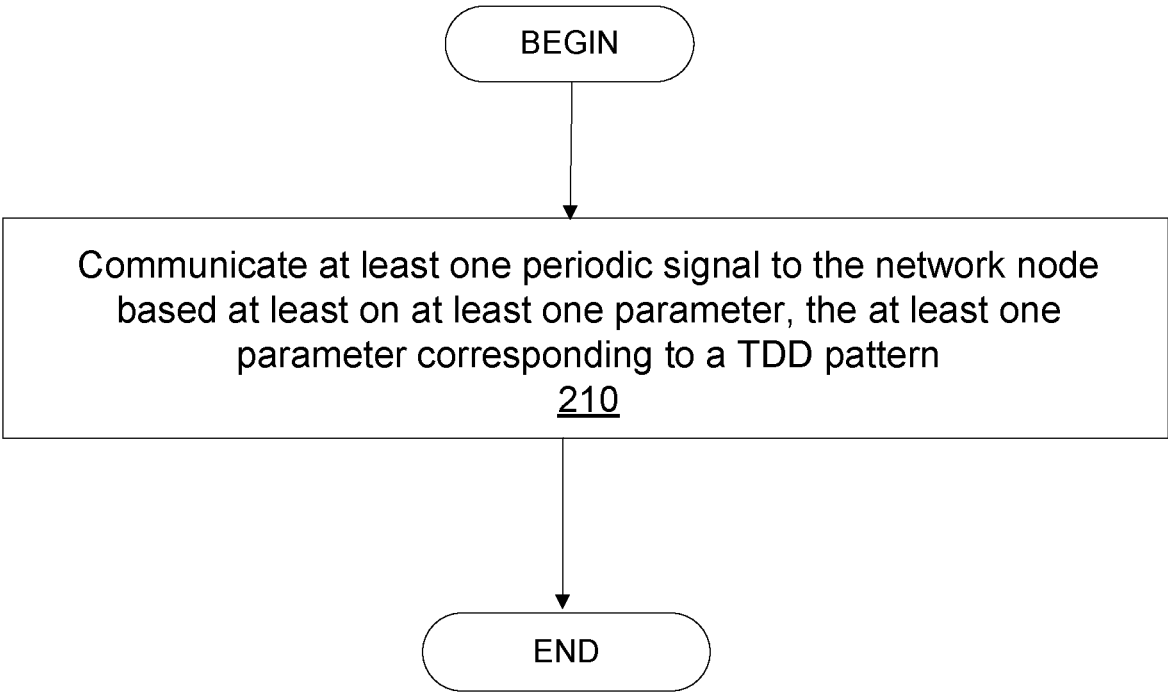 BEGIN
Communicate at least one periodic signal to the network node
based at least on at least one parameter, the at least one
parameter corresponding to a TDD pattern
210
END